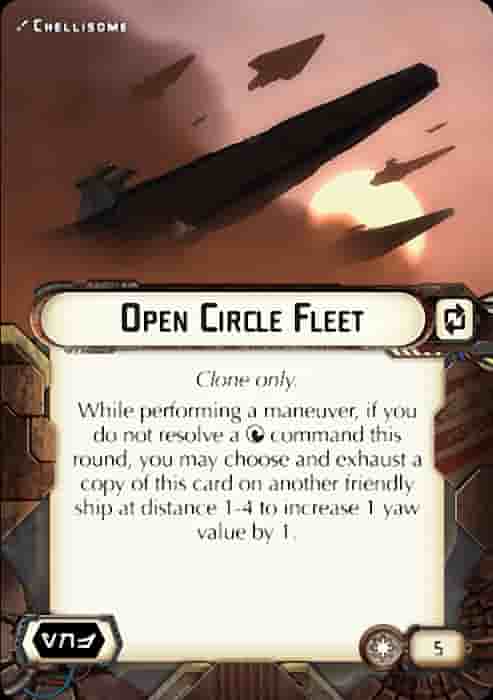 CHELLISOME
OPEN CIRCLE FLEET
Clone only.
While performing a maneuver, if you
do not resolve a command this
round, you may choose and exhaust a
copy of this card on another friendly
ship at distance 1-4 to increase 1 yaw
value by 1.
5